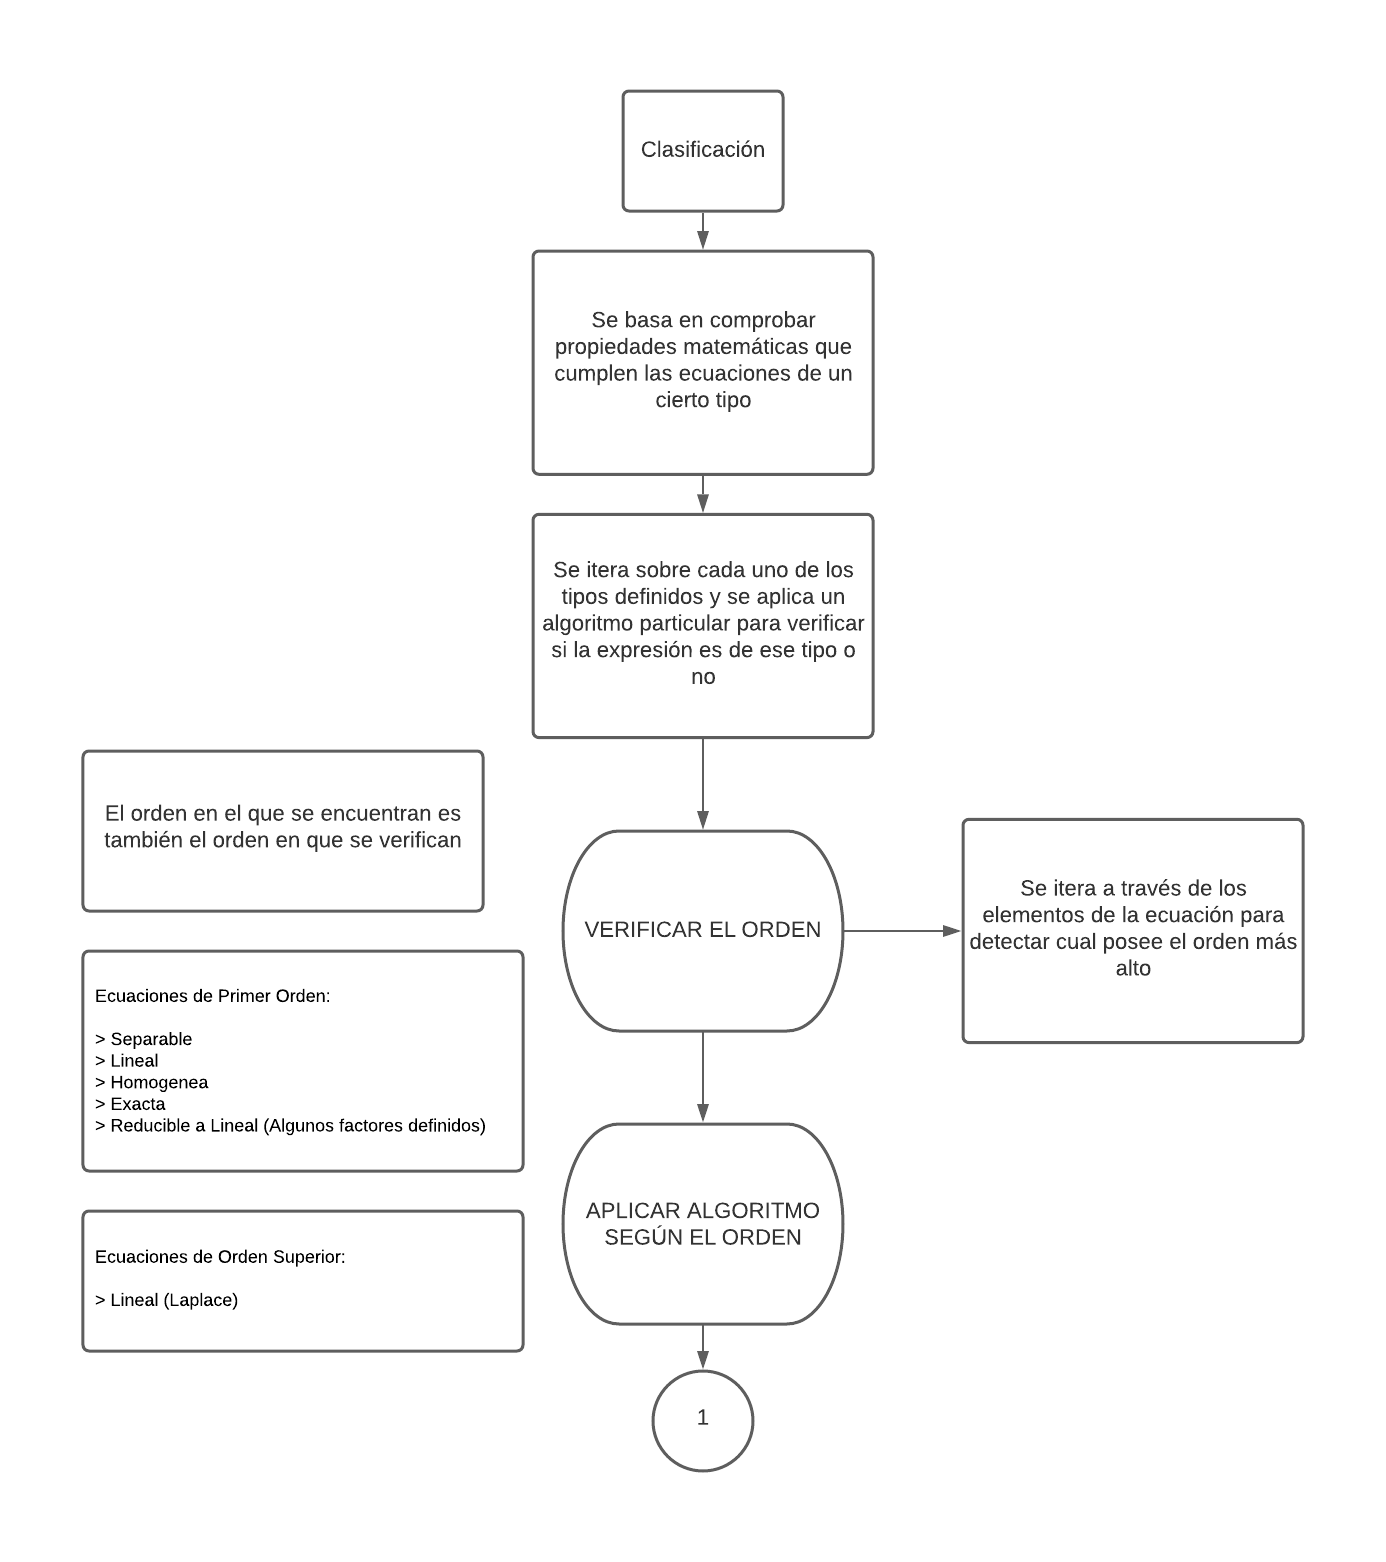 Clasificación
Se basa en comprobar
propiedades matemáticas que
cumplen las ecuaciones de un
cierto tipo
Se itera sobre cada uno de los
tipos definidos y se aplica un
algoritmo particular para verificar
si la expresión es de ese tipo o
no
El orden en el que se encuentran es
también el orden en que se verifican
VERIFICAR EL ORDEN
Se itera a través de los
elementos de la ecuación para
detectar cual posee el orden más
alto
Ecuaciones de Primer Orden:
> Separable
> Lineal
> Homogenea
> Exacta
> Reducible a Lineal (Algunos factores definidos)
APLICAR ALGORITMO
SEGÚN EL ORDEN
Ecuaciones de Orden Superior:
> Lineal (Laplace)
1